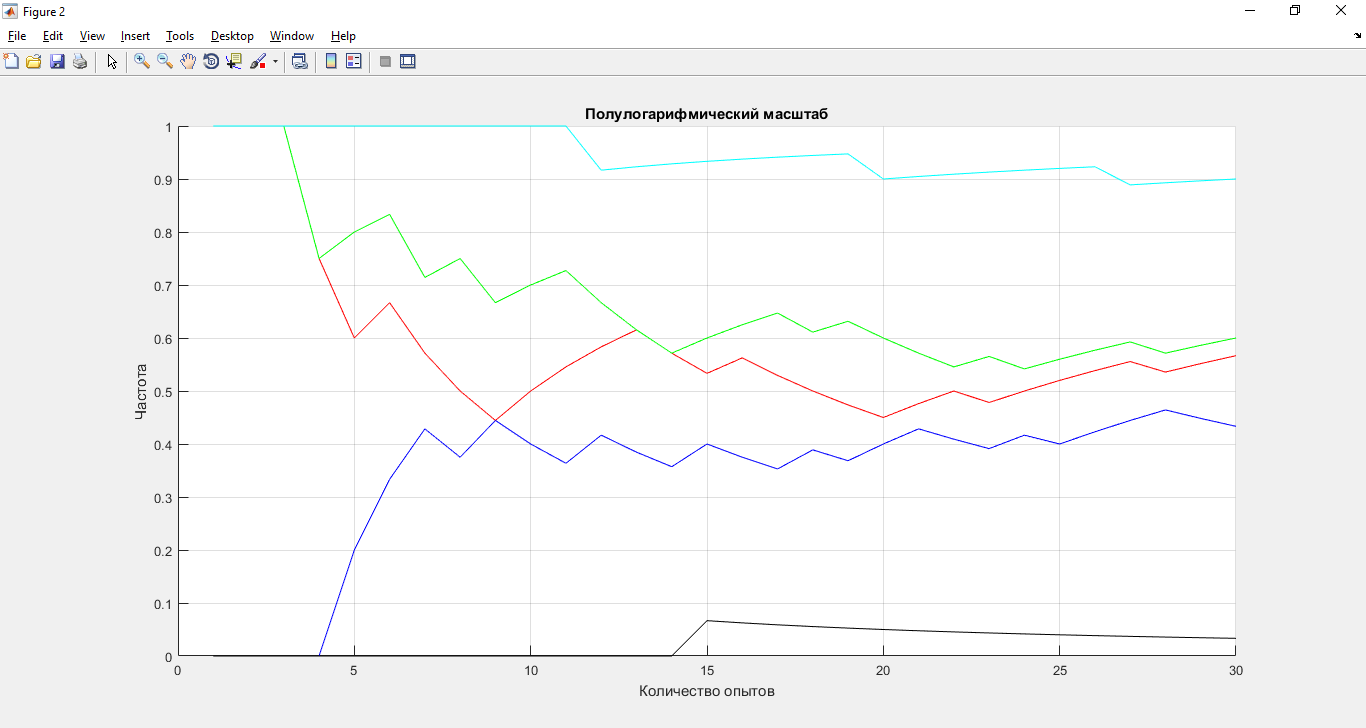 Figure 2
File Edit View Insert Tools Desktop Window Help
Полулогарифмический масштаб
1
0.9
0.8
0.7
0.6
0.5
0.4
0.3
0.2
0.1
0
Частота
0 5 10 15 20 25 30
Количество опытов